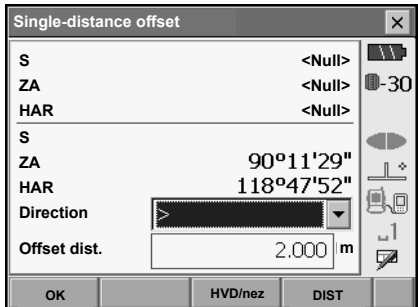 Single-distance offset
S <Null>
ZA <Null>
HAR <Null>
S
ZA 90°11'29"
HAR 118°47'52"
Direction >
Offset dist. 2.000 m
-30
1
OK HVD/nez DIST